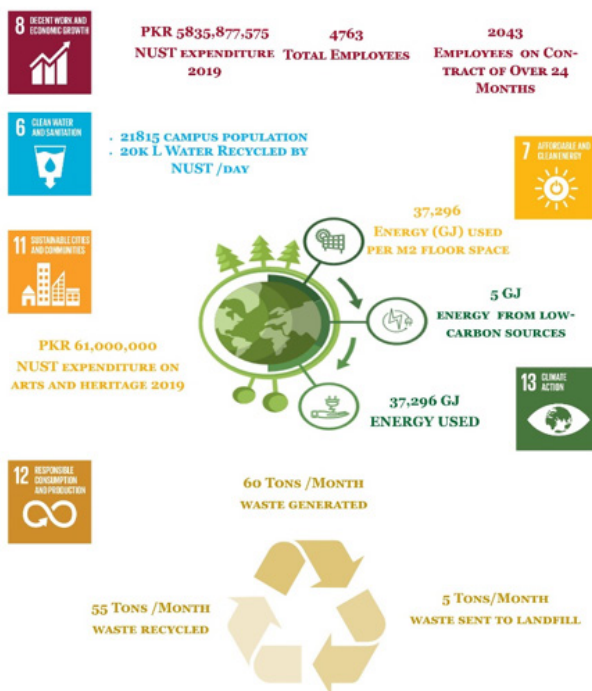 8 DECENT WORK AND
ECONOMIC GROWTH
PKR 5835,877,575
NUST EXPENDITURE
2019
4763
TOTAL EMPLOYEES
2043
EMPLOYEES ON CON-
TRACT OF OVER 24
MONTHS
6 CLEAN WATER
AND SANITATION
. 21815 CAMPUS POPULATION
. 20K L WATER RECYCLED BY
NUST /DAY
7 AFFORDABLE AND
CLEAN ENERGY
11 SUSTAINABLE CITIES
AND COMMUNITIES
37,296
ENERGY (GJ) USED
PER M2 FLOOR SPACE
5 GJ
ENERGY FROM LOW-
CARBON SOURCES
PKR 61,000,000
NUST EXPENDITURE ON
ARTS AND HERITAGE 2019
37,296 GJ
ENERGY USED
13 CLIMATE
ACTION
12 RESPONSIBLE
CONSUMPTION
AND PRODUCTION
60 TONS /MONTH
WASTE GENERATED
55 TONS /MONTH
WASTE RECYCLED
5 TONS/MONTH
WASTE SENT TO LANDFILL